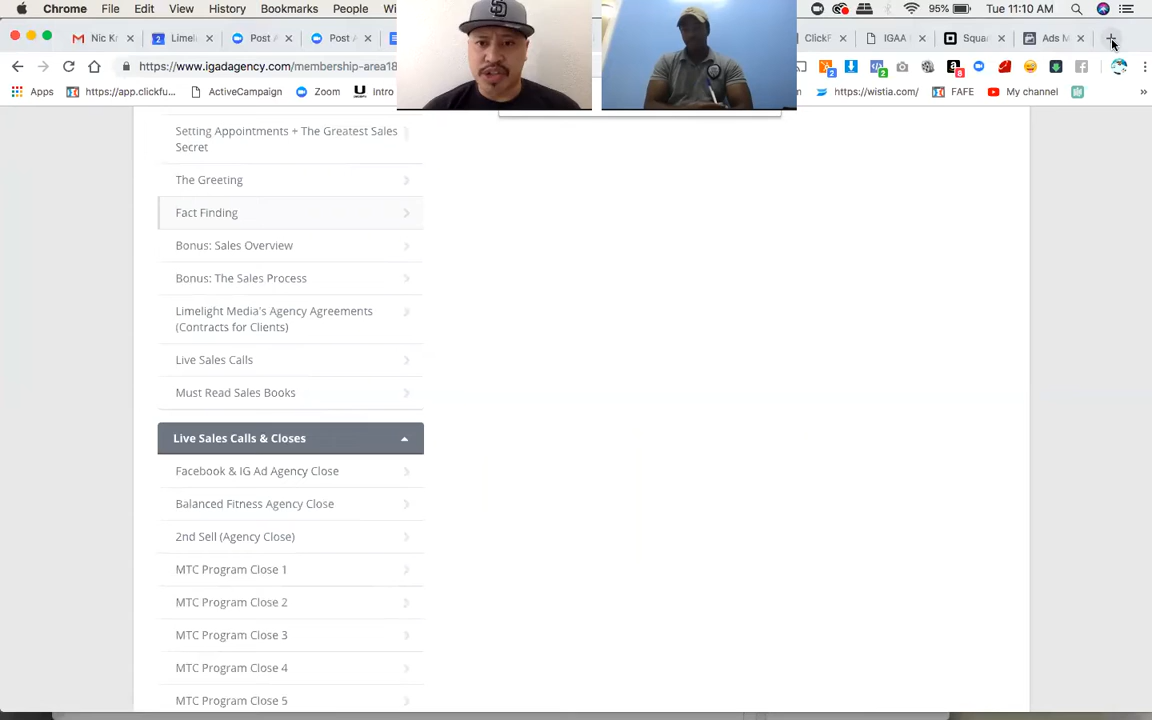 Chrome File Edit View History Bookmarks People 95% Tue 11:10 AM
Nic K Limeli Post A Post A ClickF IGAA Squa Ads M
https://www.igadagency.com/membership-area18
Apps https://app.clickfu... ActiveCampaign Zoom Intro https://wistia.com/ FAFE My channel
Setting Appointments + The Greatest Sales
Secret
The Greeting
Fact Finding
Bonus: Sales Overview
Bonus: The Sales Process
Limelight Media's Agency Agreements
(Contracts for Clients)
Live Sales Calls
Must Read Sales Books
Live Sales Calls & Closes
Facebook & IG Ad Agency Close
Balanced Fitness Agency Close
2nd Sell (Agency Close)
MTC Program Close 1
MTC Program Close 2
MTC Program Close 3
MTC Program Close 4
MTC Program Close 5